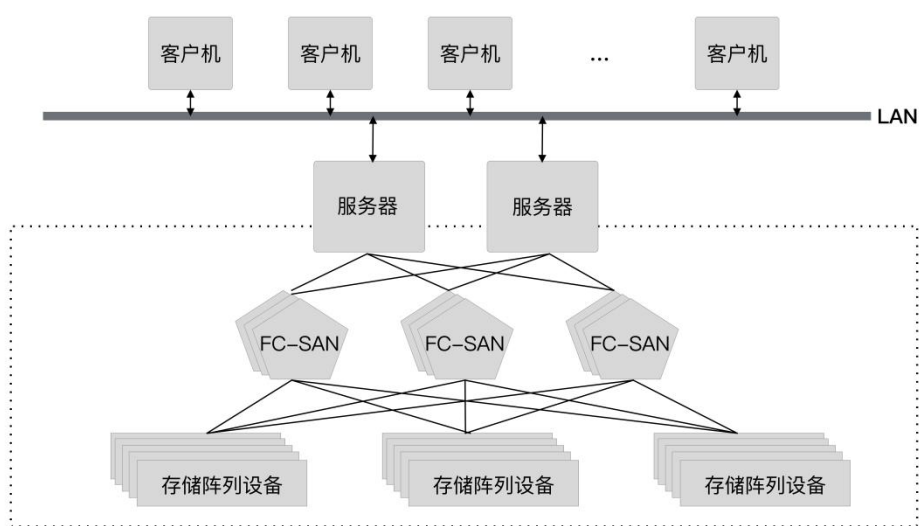 客户机
客户机
客户机
...
客户机
LAN
服务器
服务器
FC-SAN
FC-SAN
FC-SAN
存储阵列设备
存储阵列设备
存储阵列设备